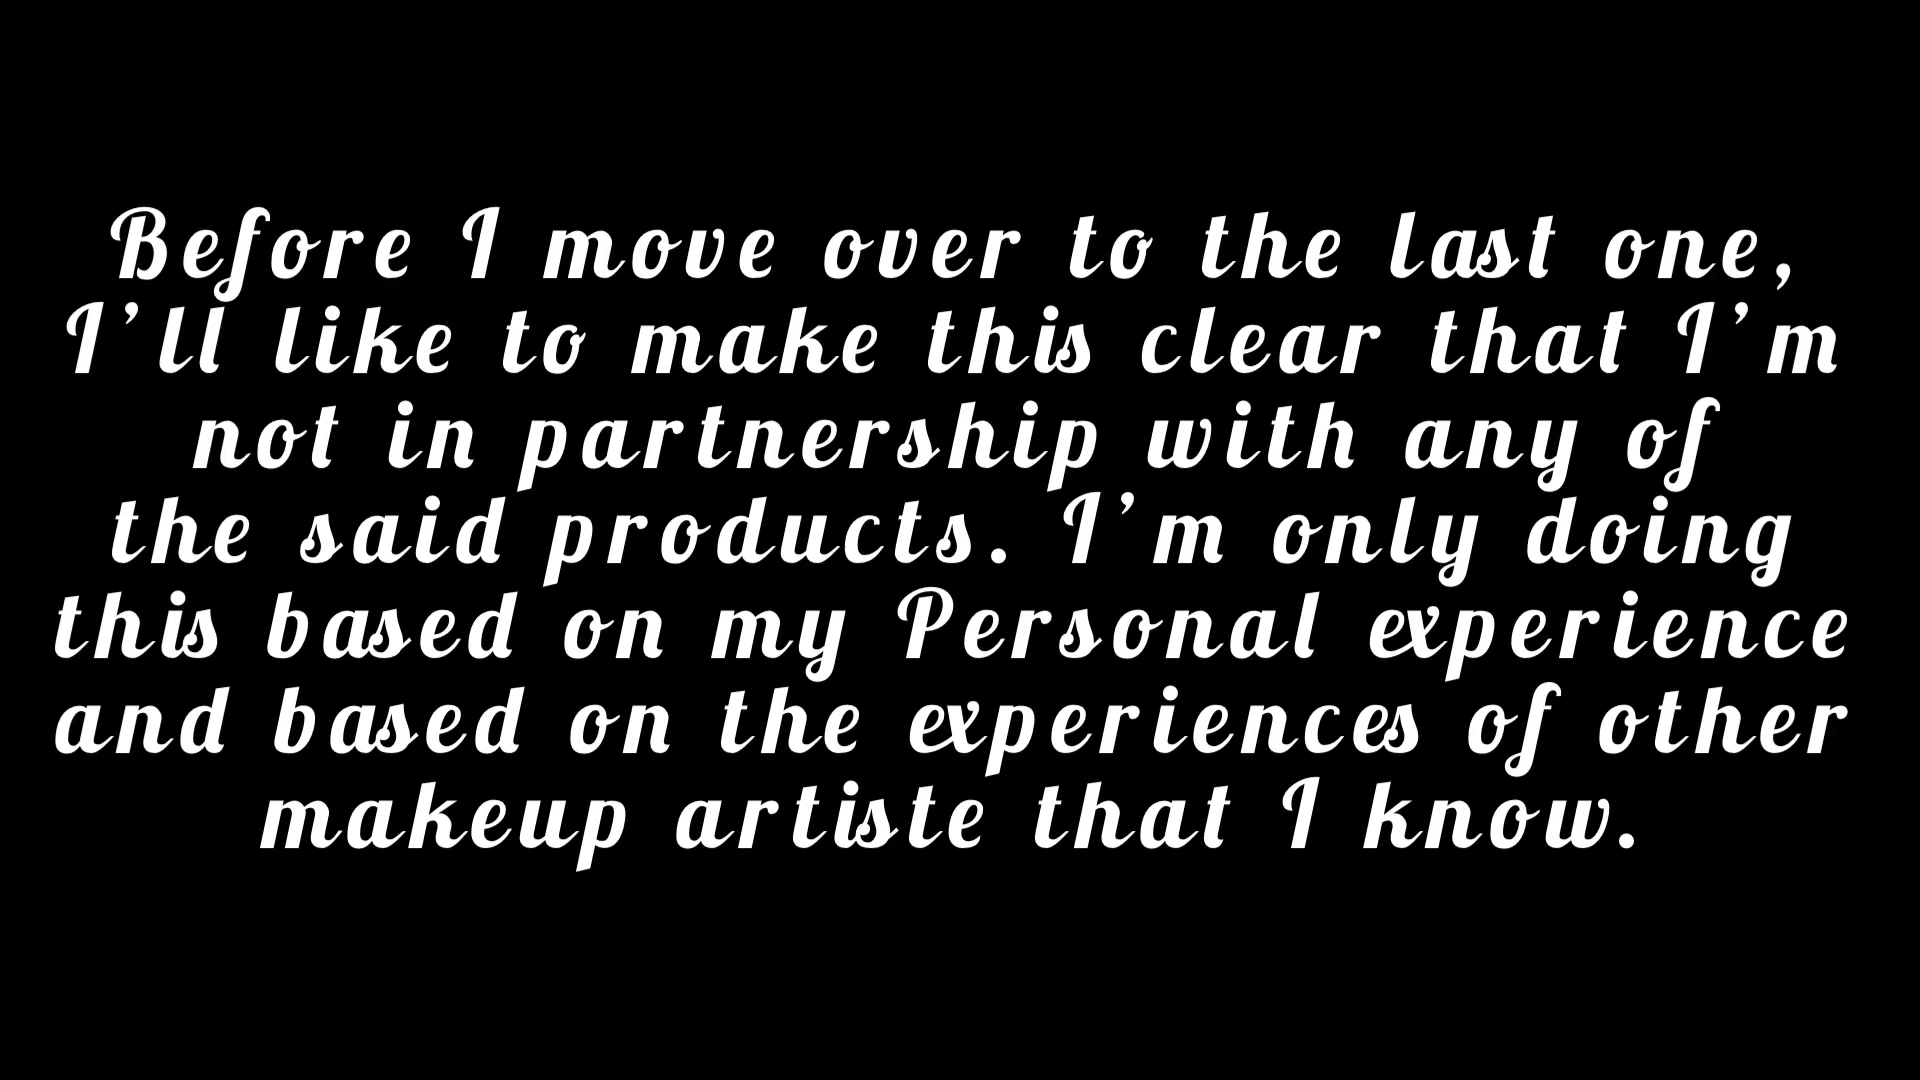 Before I move over to the last one,
I'll like to make this clear that I'm
not in partnership with any of
the said products. I'm only doing
this based on my Personal experience
and based on the experiences of other
makeup artiste that I know.